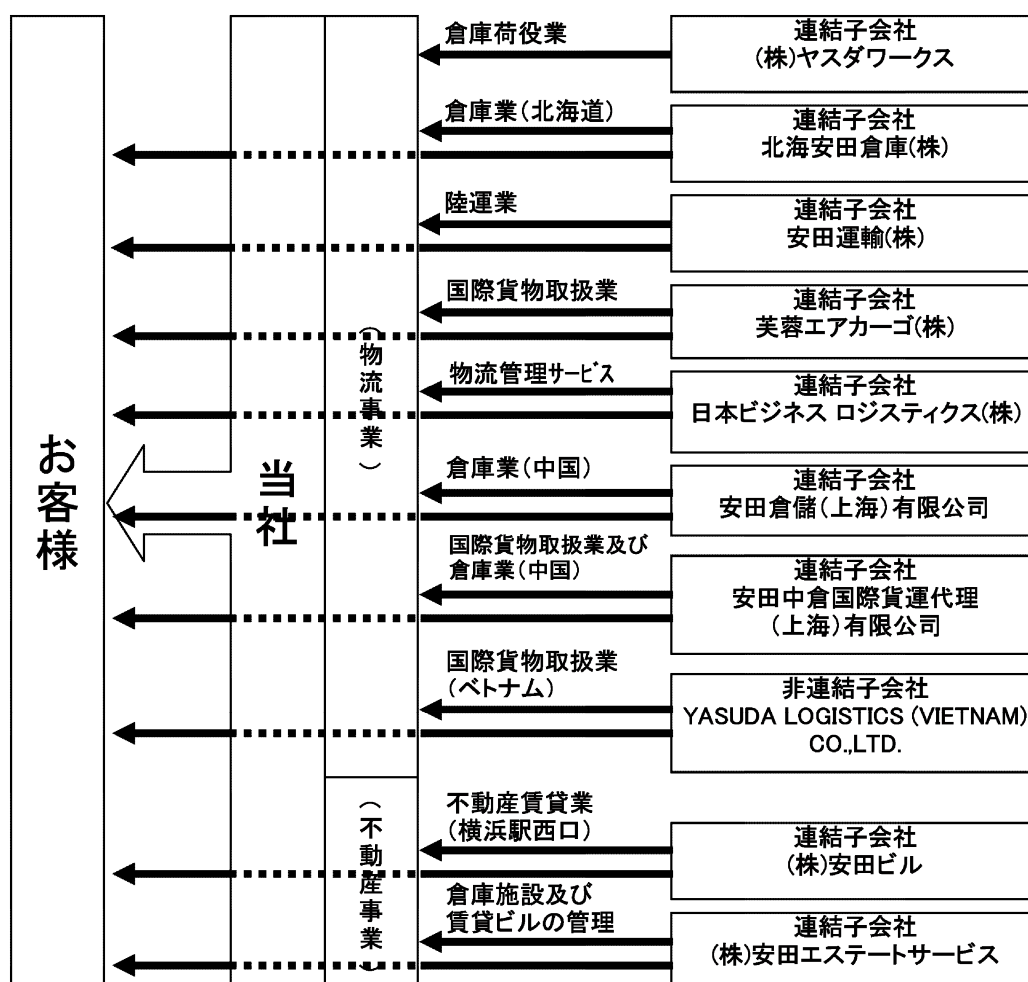 お客様
当社
（物流事業）
（不動産事業）
倉庫荷役業
連結子会社
(株)ヤスダワークス
倉庫業（北海道）
連結子会社
北海安田倉庫(株)
陸運業
連結子会社
安田運輸(株)
国際貨物取扱業
連結子会社
芙蓉エアカーゴ(株)
物流管理サービス
連結子会社
日本ビジネス ロジスティクス(株)
倉庫業（中国）
連結子会社
安田倉儲（上海）有限公司
国際貨物取扱業及び
倉庫業（中国）
連結子会社
安田中倉国際貨運代理
（上海）有限公司
国際貨物取扱業
（ベトナム）
非連結子会社
YASUDA LOGISTICS (VIETNAM)
CO.,LTD.
不動産賃貸業
（横浜駅西口）
連結子会社
(株)安田ビル
倉庫施設及び
賃貸ビルの管理
連結子会社
(株)安田エステートサービス